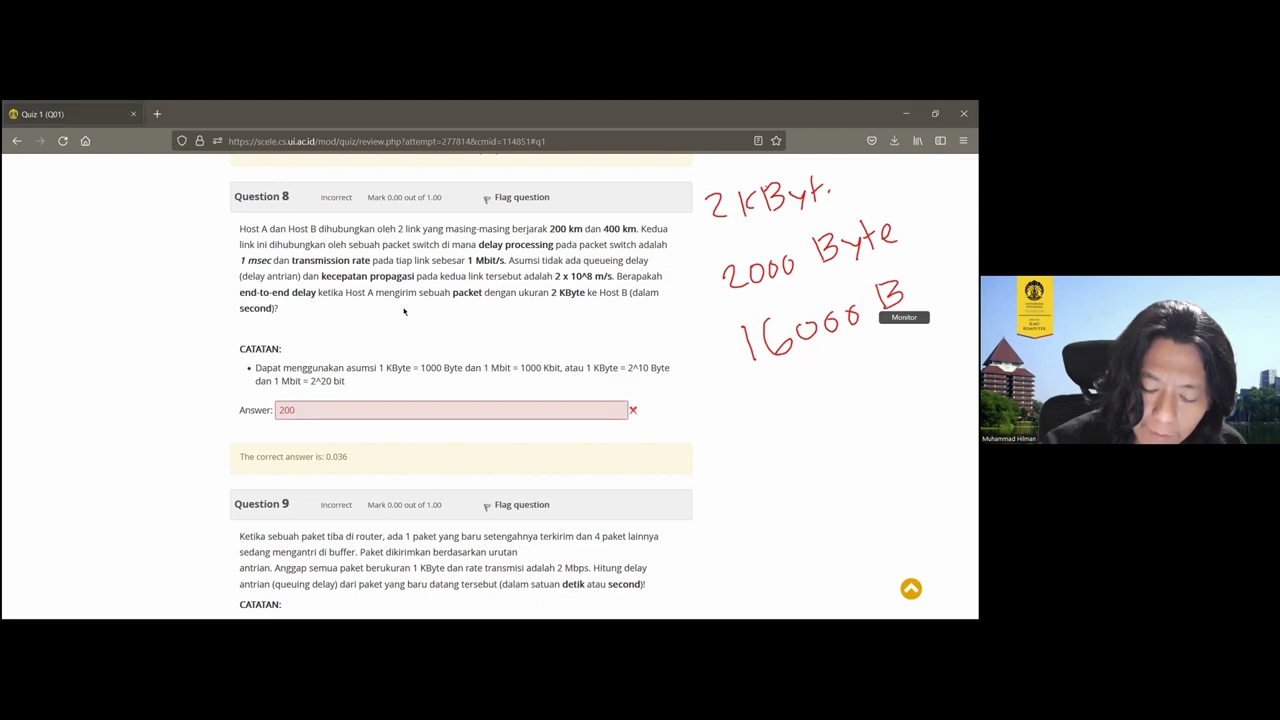 Quiz 1 (Q01)
https://scele.cs.ui.ac.id/mod/quiz/review.php?attempt=277814&cmid=114851#q1
Question 8
Incorrect
Mark 0.00 out of 1.00
Flag question
Host A dan Host B dihubungkan oleh 2 link yang masing-masing berjarak 200 km dan 400 km. Kedua
link ini dihubungkan oleh sebuah packet switch di mana delay processing pada packet switch adalah
1 msec dan transmission rate pada tiap link sebesar 1 Mbit/s. Asumsi tidak ada queueing delay
(delay antrian) dan kecepatan propagasi pada kedua link tersebut adalah 2 x 10^8 m/s. Berapakah
end-to-end delay ketika Host A mengirim sebuah packet dengan ukuran 2 KByte ke Host B (dalam
second)?
CATATAN:
Dapat menggunakan asumsi 1 KByte = 1000 Byte dan 1 Mbit = 1000 Kbit, atau 1 KByte = 2^10 Byte
dan 1 Mbit = 2^20 bit
Answer: 200
The correct answer is: 0.036
Question 9
Incorrect
Mark 0.00 out of 1.00
Flag question
Ketika sebuah paket tiba di router, ada 1 paket yang baru setengahnya terkirim dan 4 paket lainnya
sedang mengantri di buffer. Paket dikirimkan berdasarkan urutan
antrian. Anggap semua paket berukuran 1 KByte dan rate transmisi adalah 2 Mbps. Hitung delay
antrian (queuing delay) dari paket yang baru datang tersebut (dalam satuan detik atau second)!
CATATAN:
2 KByt.
2000 Byte
16000 B
Monitor
Muhammad Hilman